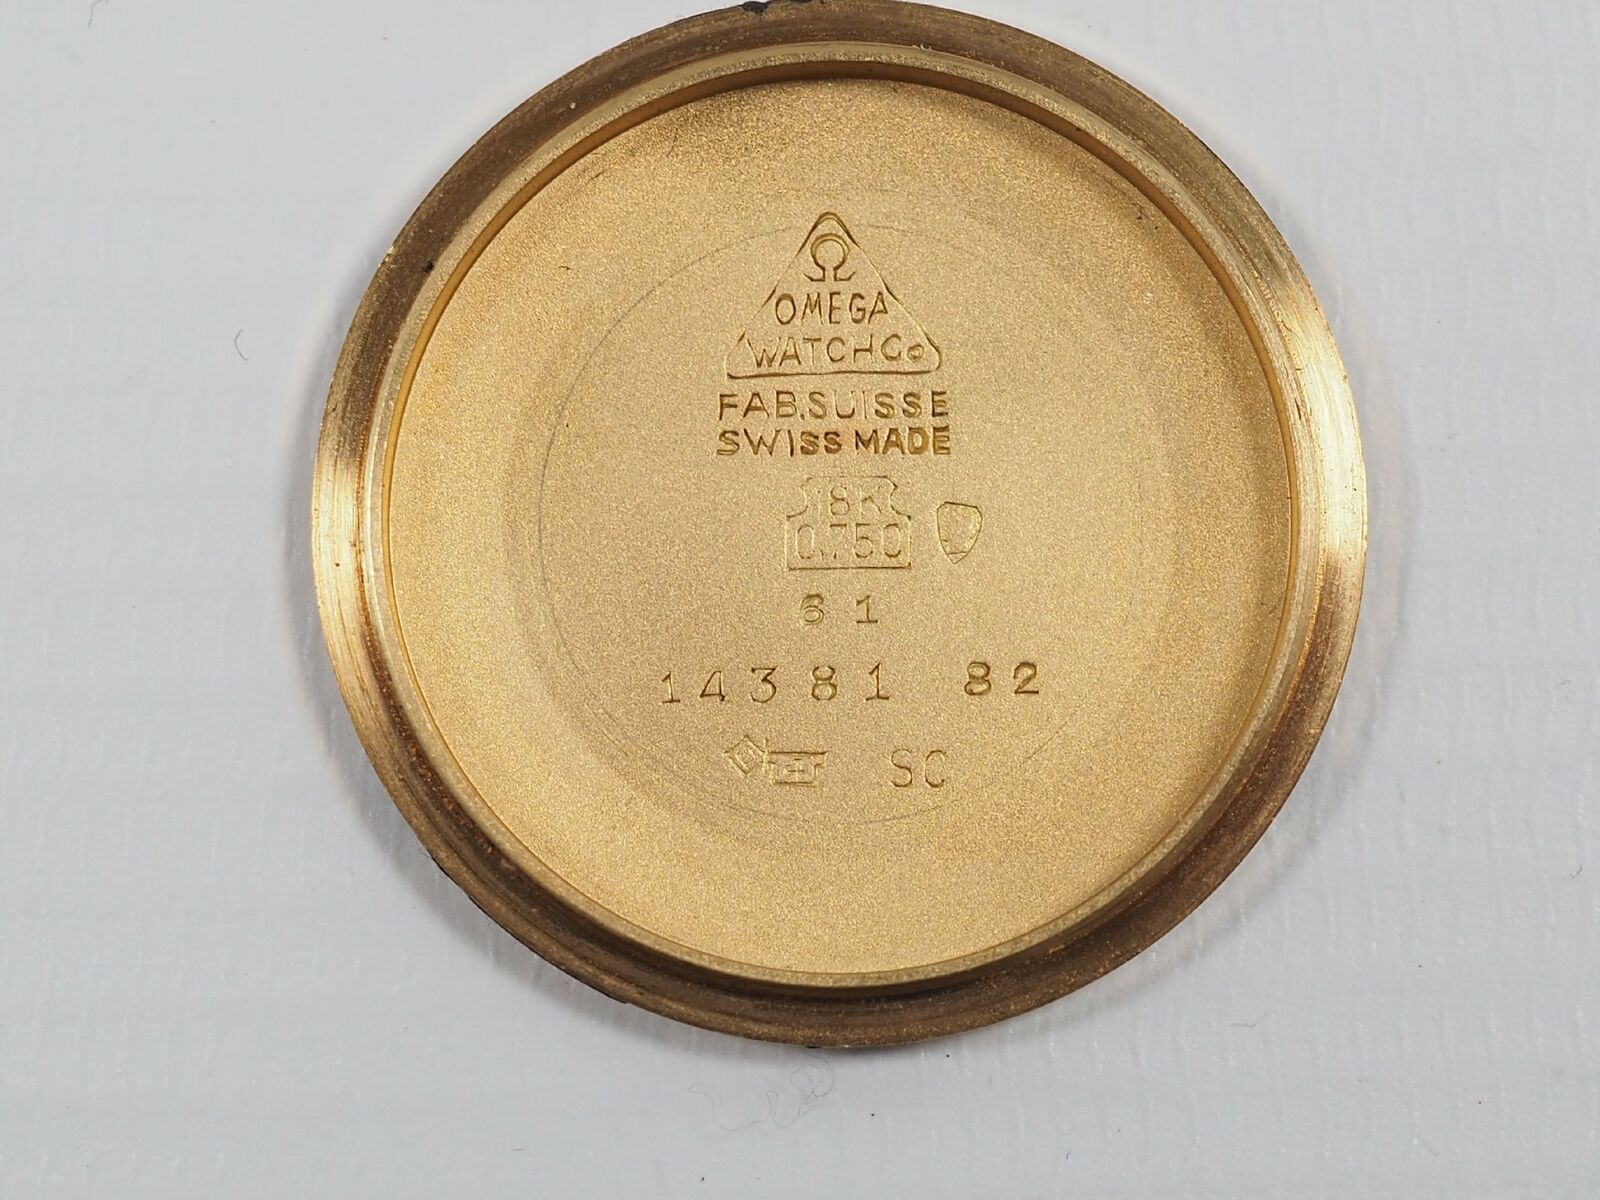 Ω
OMEGA
WATCH Co
FAB. SUISSE
SWISS MADE
18K
0,750
61
14381 82
SC